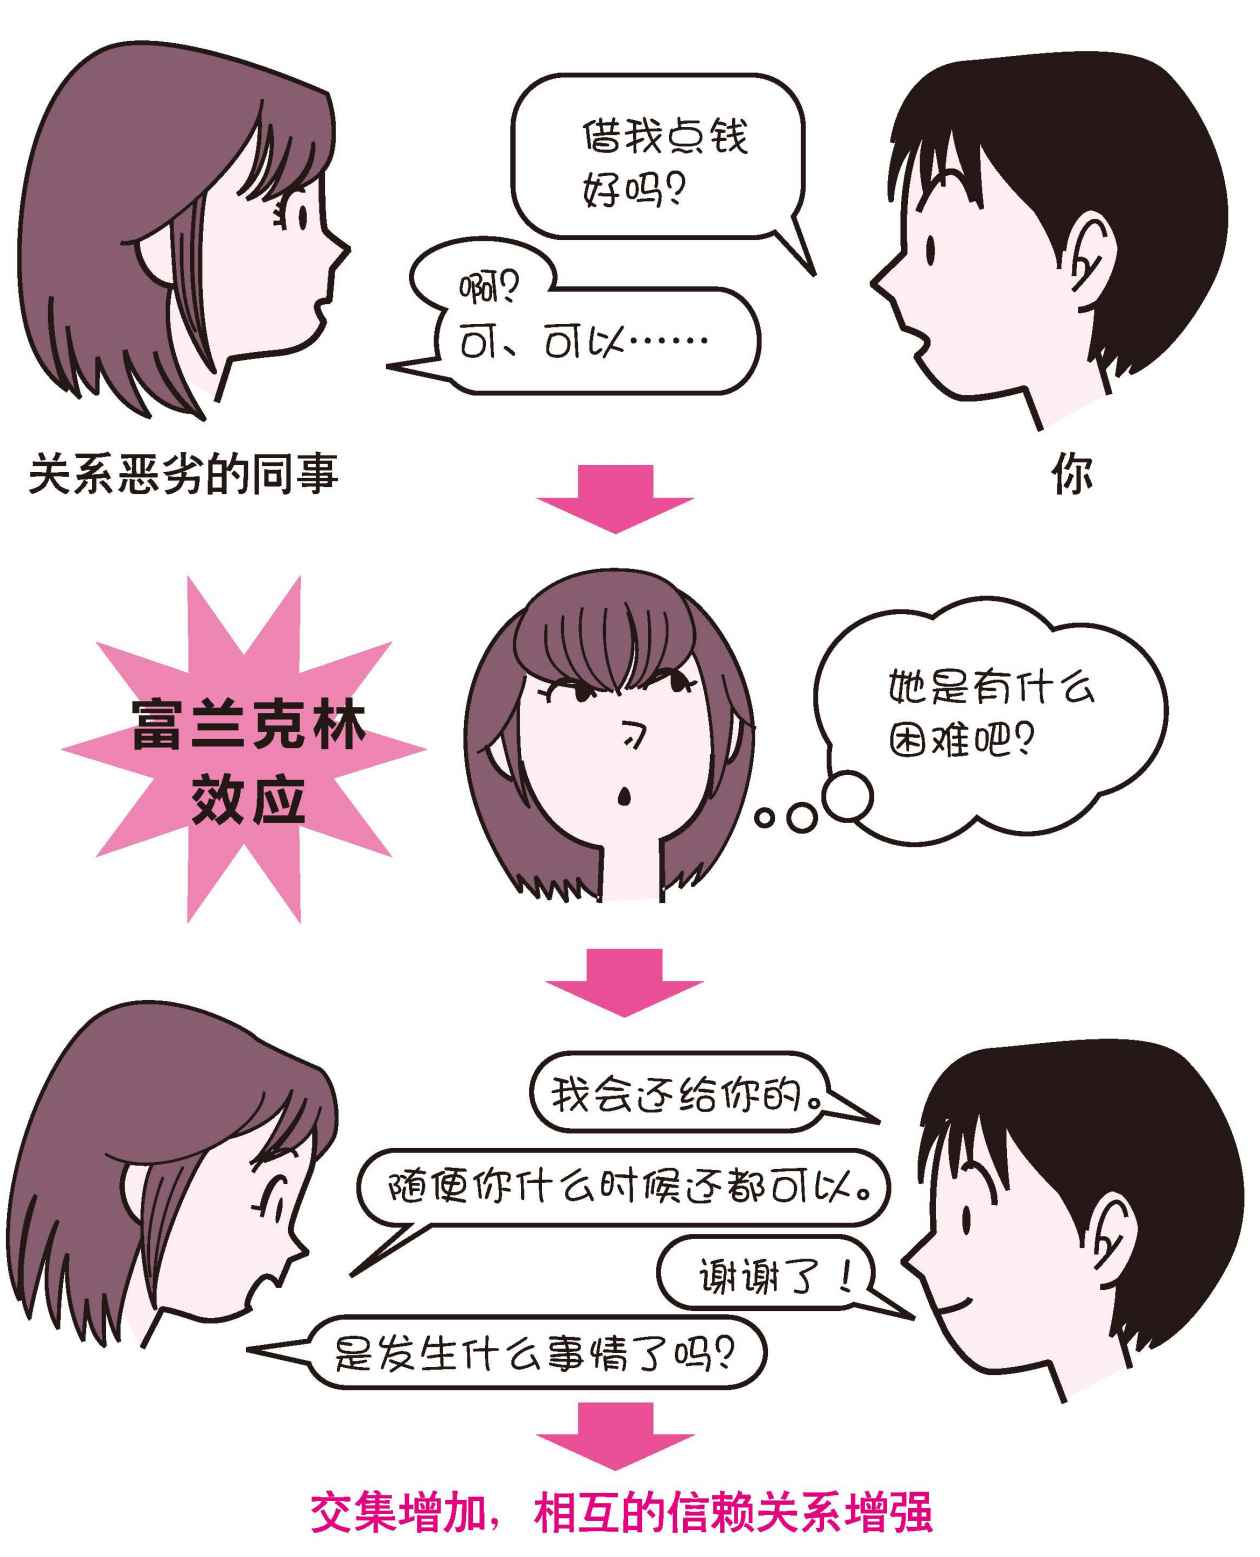 借我点钱
好吗?
啊?
可、可以……
关系恶劣的同事
你
富兰克林
效应
她是有什么
困难吧?
我会还给你的。
随便你什么时候还都可以。
谢谢了!
是发生什么事情了吗?
交集增加，相互的信赖关系增强